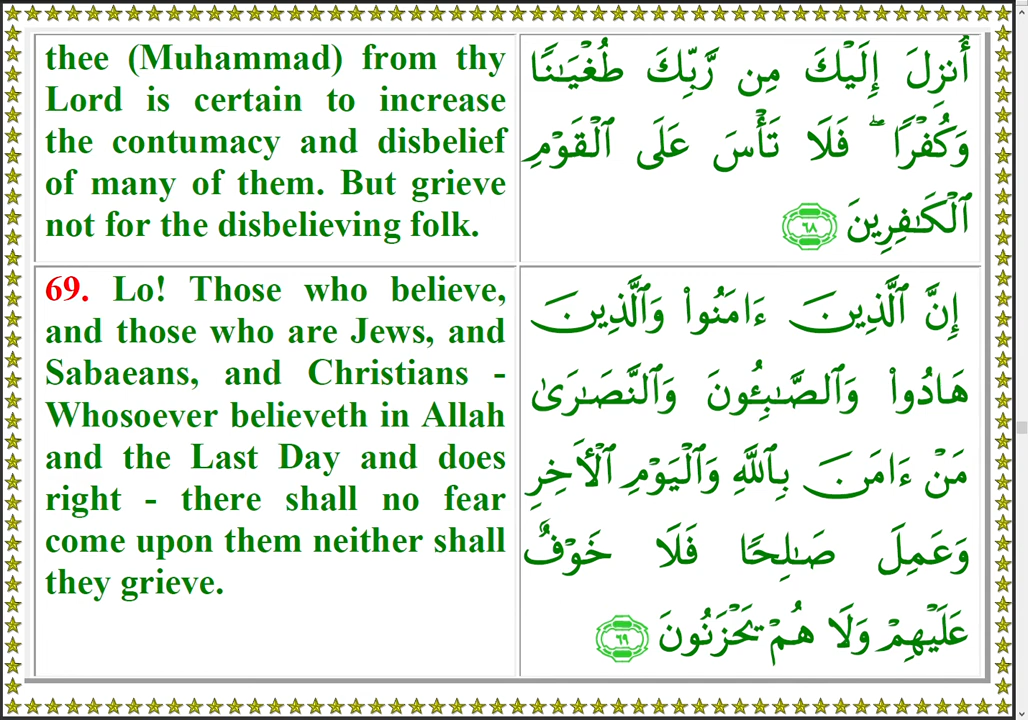 thee (Muhammad) from thy
Lord is certain to increase
the contumacy and disbelief
of many of them. But grieve
not for the disbelieving folk.
أُنزِلَ إِلَيْكَ مِن رَّبِّكَ طُغْيَـٰنًا
وَكُفْرًا ۖ فَلَا تَأْسَ عَلَى ٱلْقَوْمِ
ٱلْكَـٰفِرِينَ ٦٨
69. Lo! Those who believe,
and those who are Jews, and
Sabaeans, and Christians -
Whosoever believeth in Allah
and the Last Day and does
right - there shall no fear
come upon them neither shall
they grieve.
إِنَّ ٱلَّذِينَ ءَامَنُوا۟ وَٱلَّذِينَ
هَادُوا۟ وَٱلصَّـٰبِـُٔونَ وَٱلنَّصَـٰرَىٰ
مَنْ ءَامَنَ بِٱللَّهِ وَٱلْيَوْمِ ٱلْـَٔاخِرِ
وَعَمِلَ صَـٰلِحًا فَلَا خَوْفٌ
عَلَيْهِمْ وَلَا هُمْ يَحْزَنُونَ ٦٩